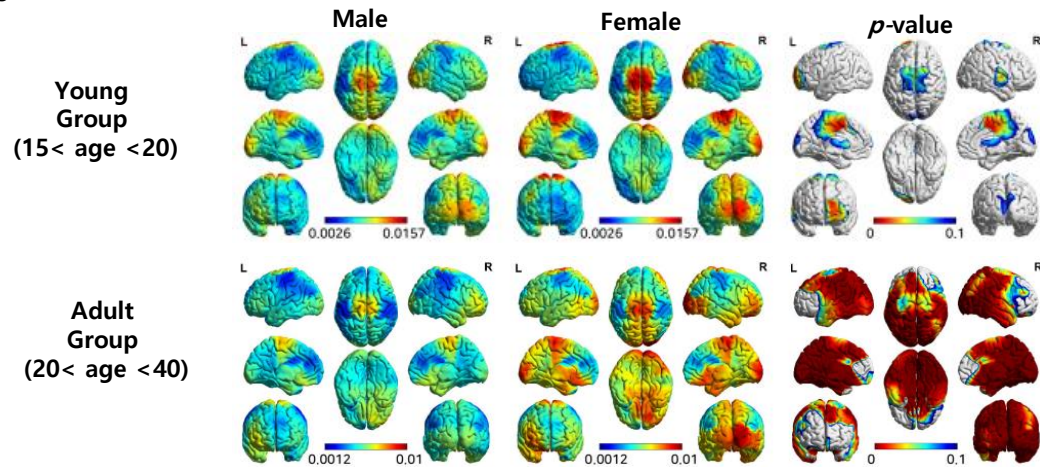 Male Female p-value
L R L R L R
Young
Group
(15< age <20)
0.0026 0.0157 0.0026 0.0157 0 0.1
L R L R L R
Adult
Group
(20< age <40)
0.0012 0.01 0.0012 0.01 0 0.1